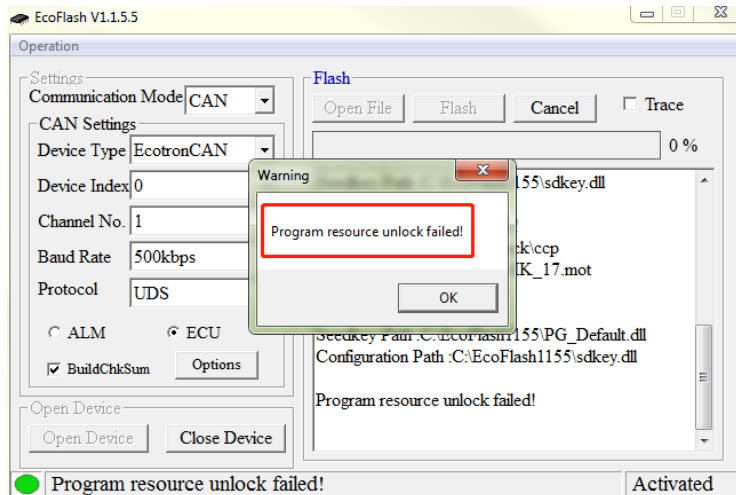 EcoFlash V1.1.5.5
Operation
Settings
Communication Mode CAN
CAN Settings
Device Type EcotronCAN
Device Index 0
Channel No. 1
Baud Rate 500kbps
Protocol UDS
ALM ECU
BuildChkSum Options
Open Device
Open Device Close Device
Flash
Open File Flash Cancel Trace
0 %
155\sdkey.dll
ck\ccp
IK_17.mot
Warning
Program resource unlock failed!
OK
Seedkey Path :C:\EcoFlash1155\PG_Default.dll
Configuration Path :C:\EcoFlash1155\sdkey.dll
Program resource unlock failed!
Program resource unlock failed! Activated